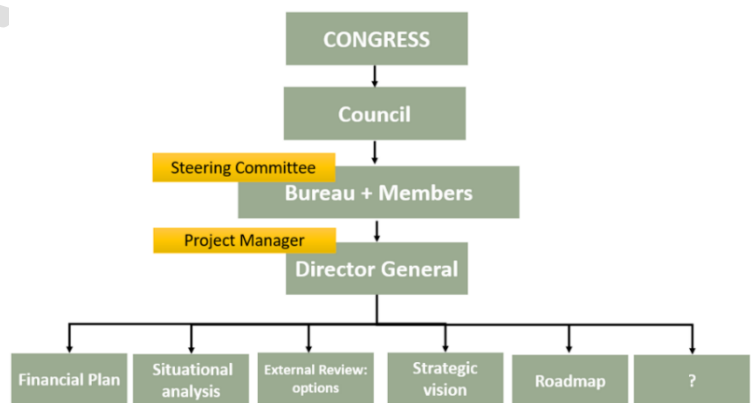 CONGRESS
Council
Steering Committee
Bureau + Members
Project Manager
Director General
Financial Plan
Situational
analysis
External Review:
options
Strategic
vision
Roadmap
?